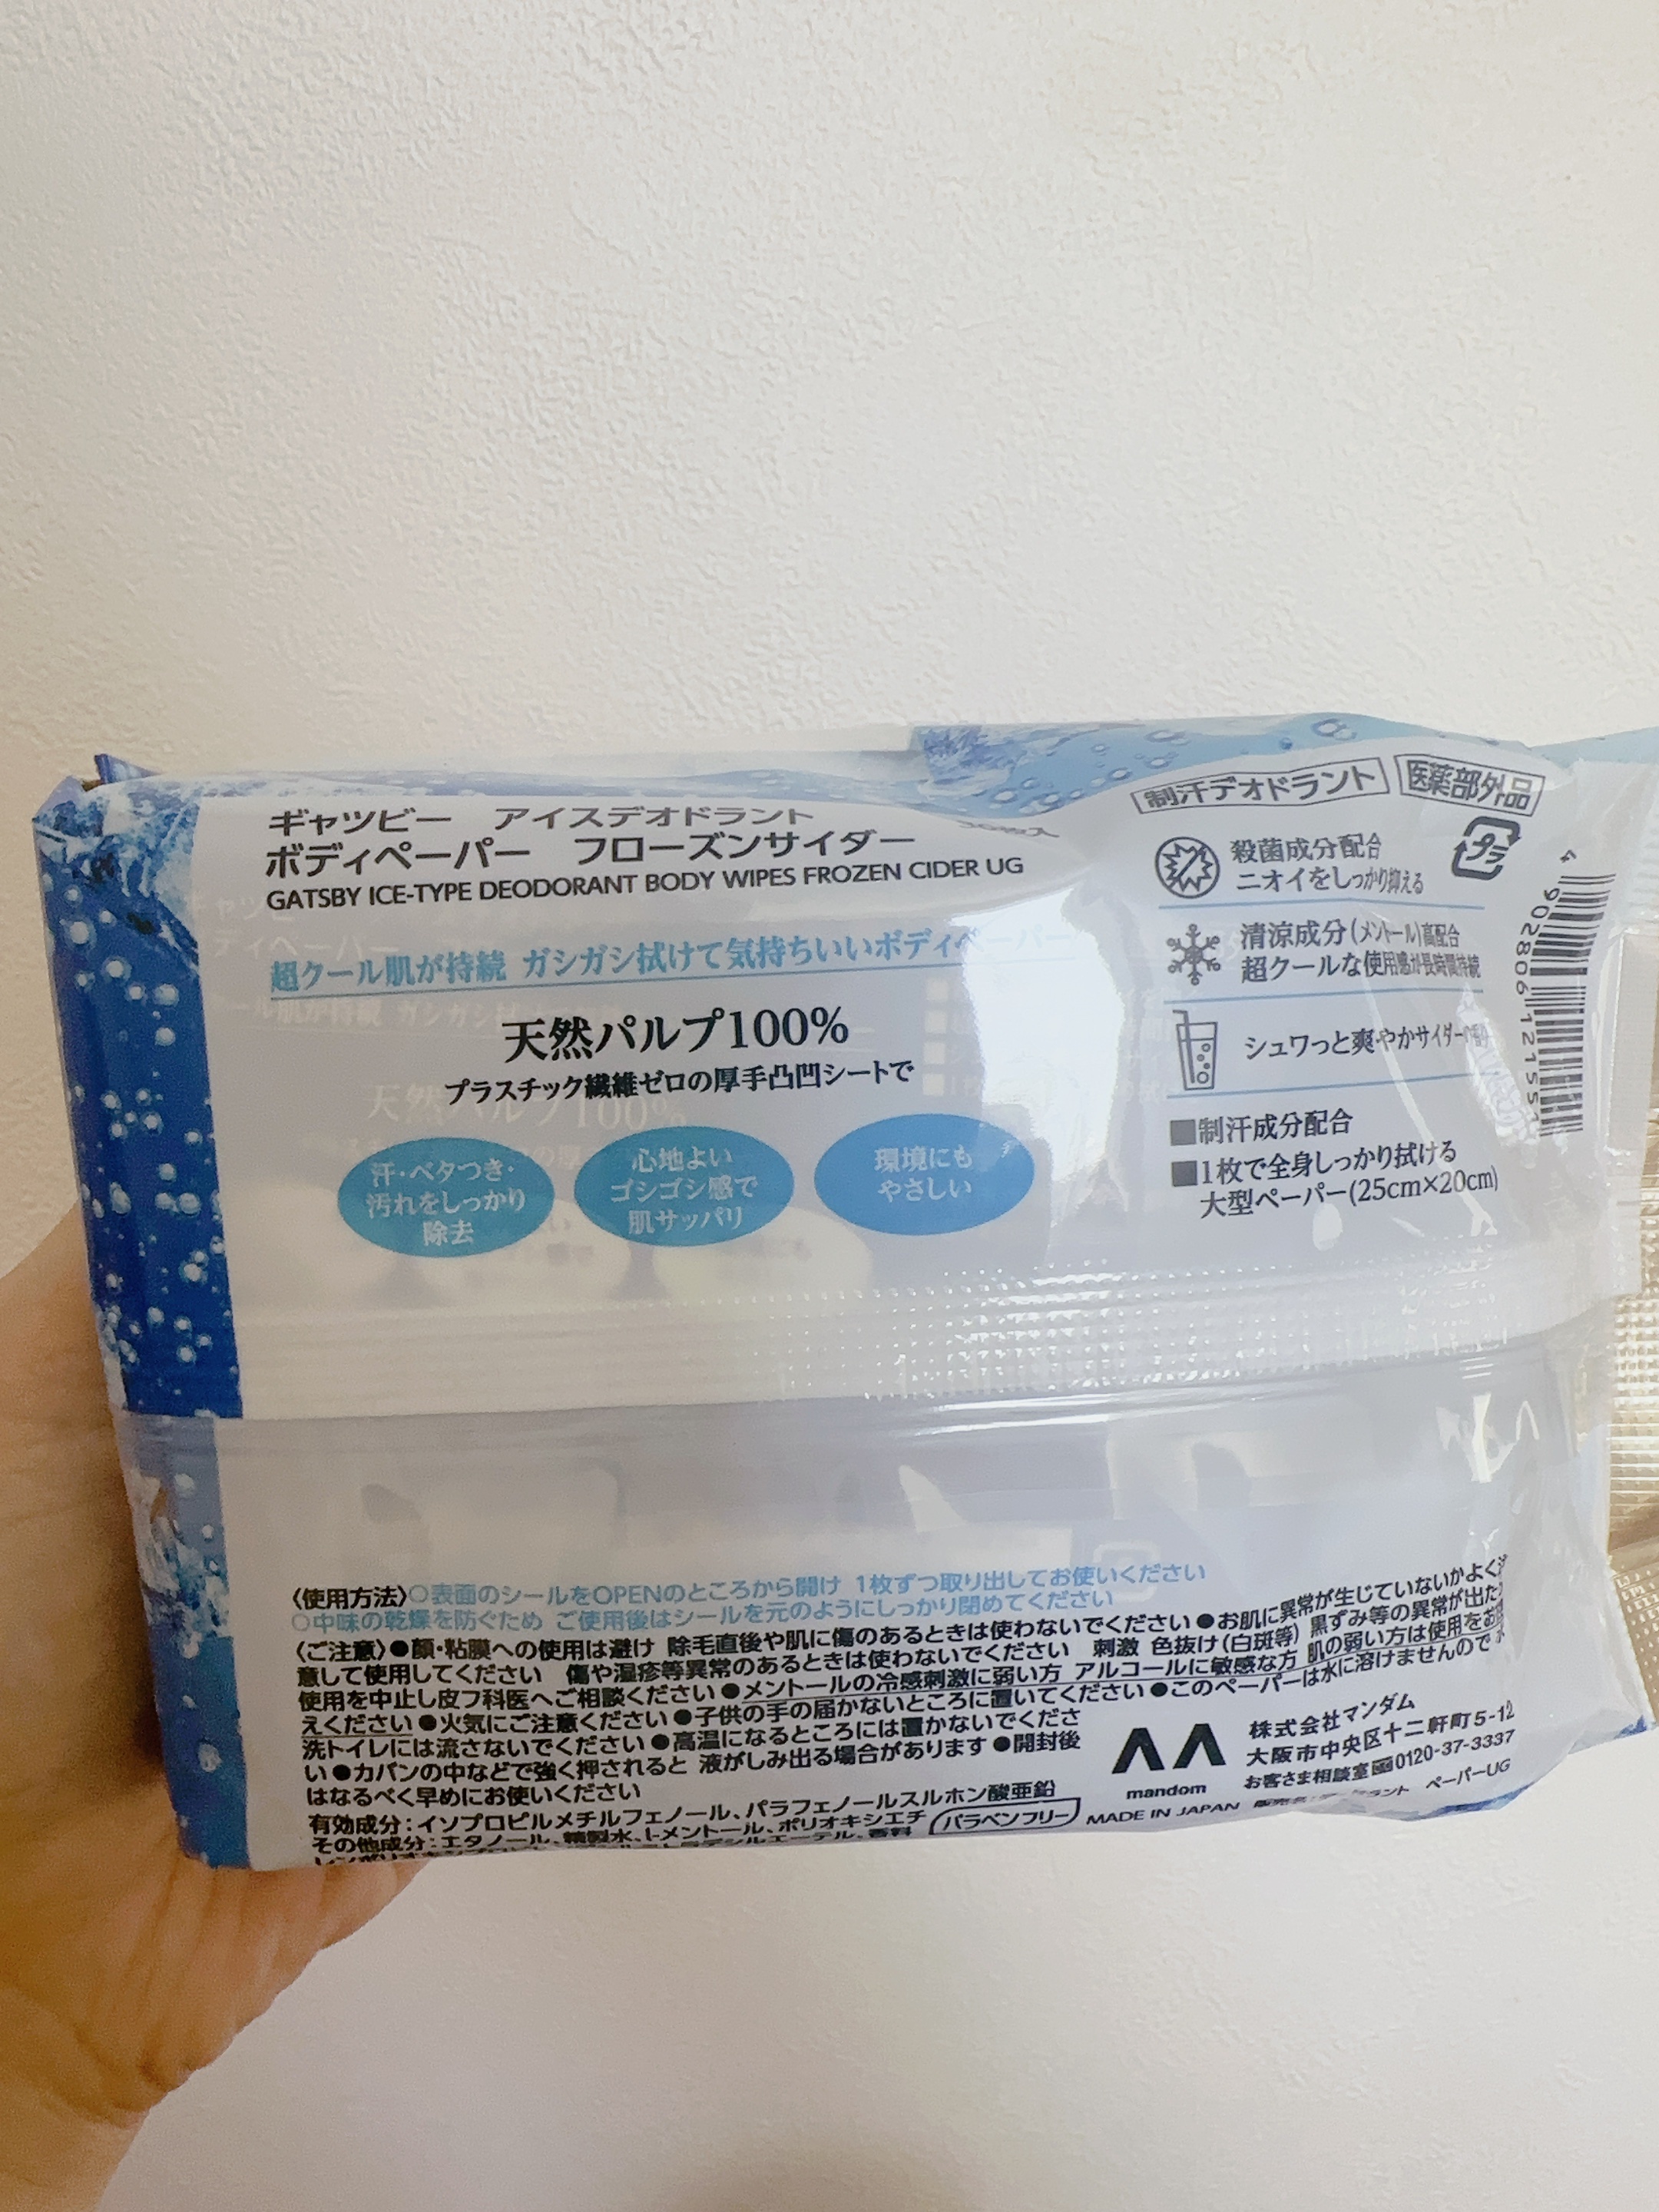 ギャツビー　アイスデオドラント
ボディペーパー　フローズンサイダー
GATSBY ICE-TYPE DEODORANT BODY WIPES FROZEN CIDER UG
超クール肌が持続 ガシガシ拭けて気持ちいいボディペーパー
天然パルプ100%
プラスチック繊維ゼロの厚手凸凹シートで
汗・ベタつき・
汚れをしっかり
除去
心地よい
ゴシゴシ感で
肌サッパリ
環境にも
やさしい
制汗デオドラント
医薬部外品
プラ
殺菌成分配合
ニオイをしっかり抑える
清涼成分(メントール)高配合
超クールな使用感が長時間持続
シュワっと爽やかサイダーの香り
■制汗成分配合
■1枚で全身しっかり拭ける
大型ペーパー(25cm×20cm)
4 902806 121551
〈使用方法〉○表面のシールをOPENのところから開け 1枚ずつ取り出してお使いください
○中味の乾燥を防ぐため ご使用後はシールを元のようにしっかり閉めてください
〈ご注意〉●顔・粘膜への使用は避け 除毛直後や肌に傷のあるときは使わないでください ●お肌に異常が生じていないかよく注
意して使用してください 傷や湿疹等異常のあるときは使わないでください 刺激 色抜け(白斑等) 黒ずみ等の異常が出た
使用を中止し皮フ科医へご相談ください ●メントールの冷感刺激に弱い方 アルコールに敏感な方 肌の弱い方は使用をお控
えください ●火気にご注意ください ●子供の手の届かないところに置いてください ●このペーパーは水に溶けませんので 水
洗トイレには流さないでください ●高温になるところには置かないでくださ
い ●カバンの中などで強く押されると 液がしみ出る場合があります ●開封後
はなるべく早めにお使いください
有効成分：イソプロピルメチルフェノール、パラフェノールスルホン酸亜鉛
その他成分：エタノール、精製水、l-メントール、ポリオキシエチ
パラベンフリー
MADE IN JAPAN
mandom
株式会社マンダム
大阪市中央区十二軒町5-12
お客さま相談室 0120-37-3337
ペーパーUG